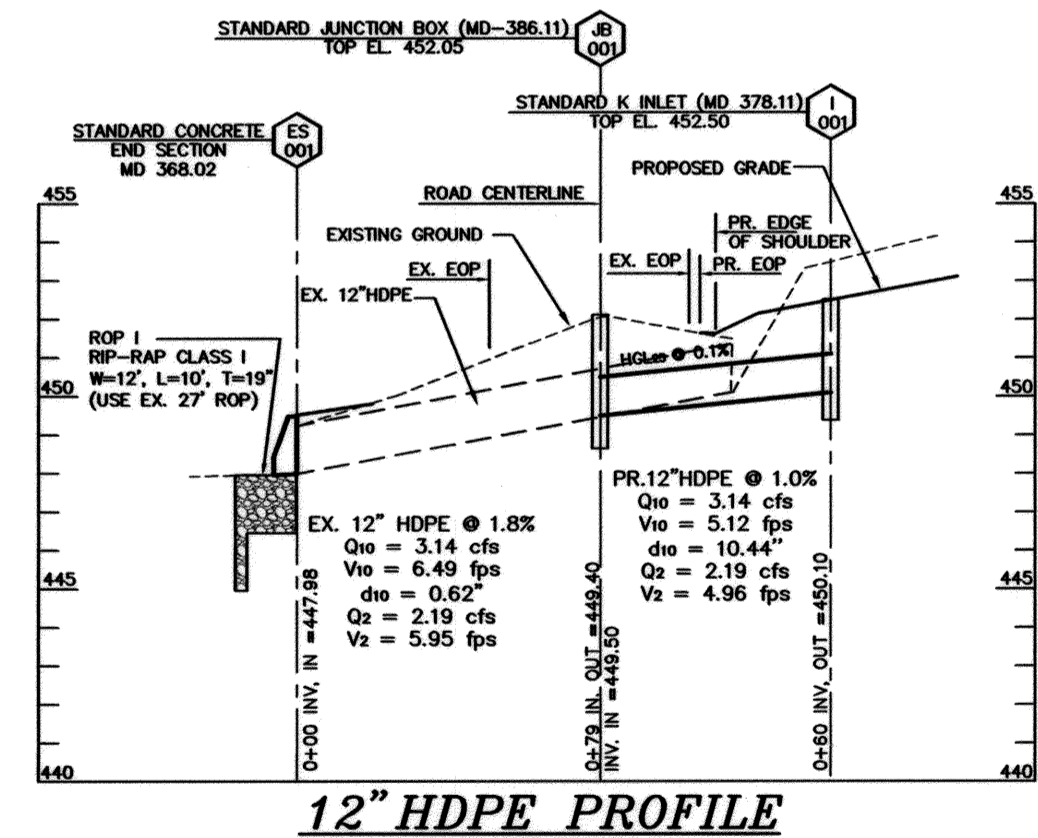 STANDARD JUNCTION BOX (MD-386.11)
TOP EL. 452.05
JB
001
STANDARD K INLET (MD 378.11)
TOP EL. 452.50
I
001
STANDARD CONCRETE
END SECTION
MD 368.02
ES
001
PROPOSED GRADE
455
455
ROAD CENTERLINE
PR. EDGE
OF SHOULDER
EXISTING GROUND
EX. EOP
EX. EOP
PR. EOP
EX. 12"HDPE
ROP I
RIP-RAP CLASS I
W=12', L=10', T=19"
(USE EX. 27' ROP)
HGL25 @ 0.1%
450
450
EX. 12" HDPE @ 1.8%
Q10 = 3.14 cfs
V10 = 6.49 fps
d10 = 0.62"
Q2 = 2.19 cfs
V2 = 5.95 fps
PR.12"HDPE @ 1.0%
Q10 = 3.14 cfs
V10 = 5.12 fps
d10 = 10.44"
Q2 = 2.19 cfs
V2 = 4.96 fps
445
445
0+00 INV, IN =447.98
0+79 IN. OUT =449.40
INV. IN =449.50
0+60 INV, OUT =450.10
440
440
12" HDPE PROFILE